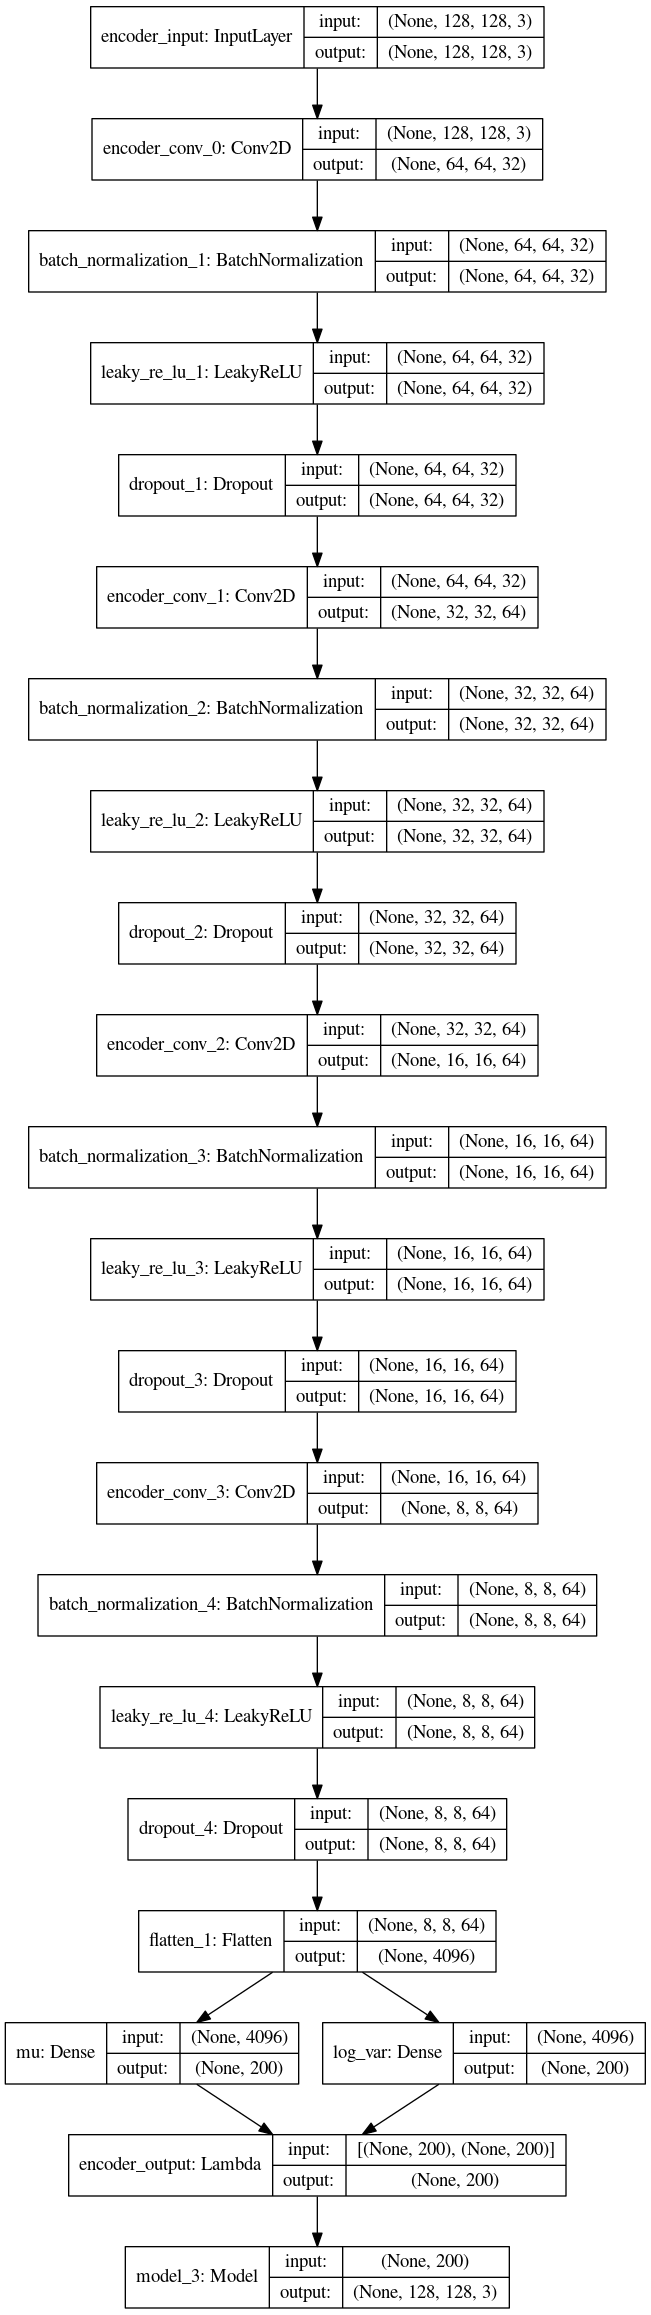 encoder_input: InputLayer
input: (None, 128, 128, 3)
output: (None, 128, 128, 3)
encoder_conv_0: Conv2D
input: (None, 128, 128, 3)
output: (None, 64, 64, 32)
batch_normalization_1: BatchNormalization
input: (None, 64, 64, 32)
output: (None, 64, 64, 32)
leaky_re_lu_1: LeakyReLU
input: (None, 64, 64, 32)
output: (None, 64, 64, 32)
dropout_1: Dropout
input: (None, 64, 64, 32)
output: (None, 64, 64, 32)
encoder_conv_1: Conv2D
input: (None, 64, 64, 32)
output: (None, 32, 32, 64)
batch_normalization_2: BatchNormalization
input: (None, 32, 32, 64)
output: (None, 32, 32, 64)
leaky_re_lu_2: LeakyReLU
input: (None, 32, 32, 64)
output: (None, 32, 32, 64)
dropout_2: Dropout
input: (None, 32, 32, 64)
output: (None, 32, 32, 64)
encoder_conv_2: Conv2D
input: (None, 32, 32, 64)
output: (None, 16, 16, 64)
batch_normalization_3: BatchNormalization
input: (None, 16, 16, 64)
output: (None, 16, 16, 64)
leaky_re_lu_3: LeakyReLU
input: (None, 16, 16, 64)
output: (None, 16, 16, 64)
dropout_3: Dropout
input: (None, 16, 16, 64)
output: (None, 16, 16, 64)
encoder_conv_3: Conv2D
input: (None, 16, 16, 64)
output: (None, 8, 8, 64)
batch_normalization_4: BatchNormalization
input: (None, 8, 8, 64)
output: (None, 8, 8, 64)
leaky_re_lu_4: LeakyReLU
input: (None, 8, 8, 64)
output: (None, 8, 8, 64)
dropout_4: Dropout
input: (None, 8, 8, 64)
output: (None, 8, 8, 64)
flatten_1: Flatten
input: (None, 8, 8, 64)
output: (None, 4096)
mu: Dense
input: (None, 4096)
output: (None, 200)
log_var: Dense
input: (None, 4096)
output: (None, 200)
encoder_output: Lambda
input: [(None, 200), (None, 200)]
output: (None, 200)
model_3: Model
input: (None, 200)
output: (None, 128, 128, 3)